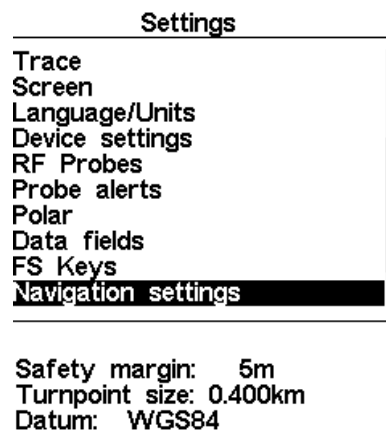 Settings
Trace
Screen
Language/Units
Device settings
RF Probes
Probe alerts
Polar
Data fields
FS Keys
Navigation settings
Safety margin: 5m
Turnpoint size: 0.400km
Datum: WGS84